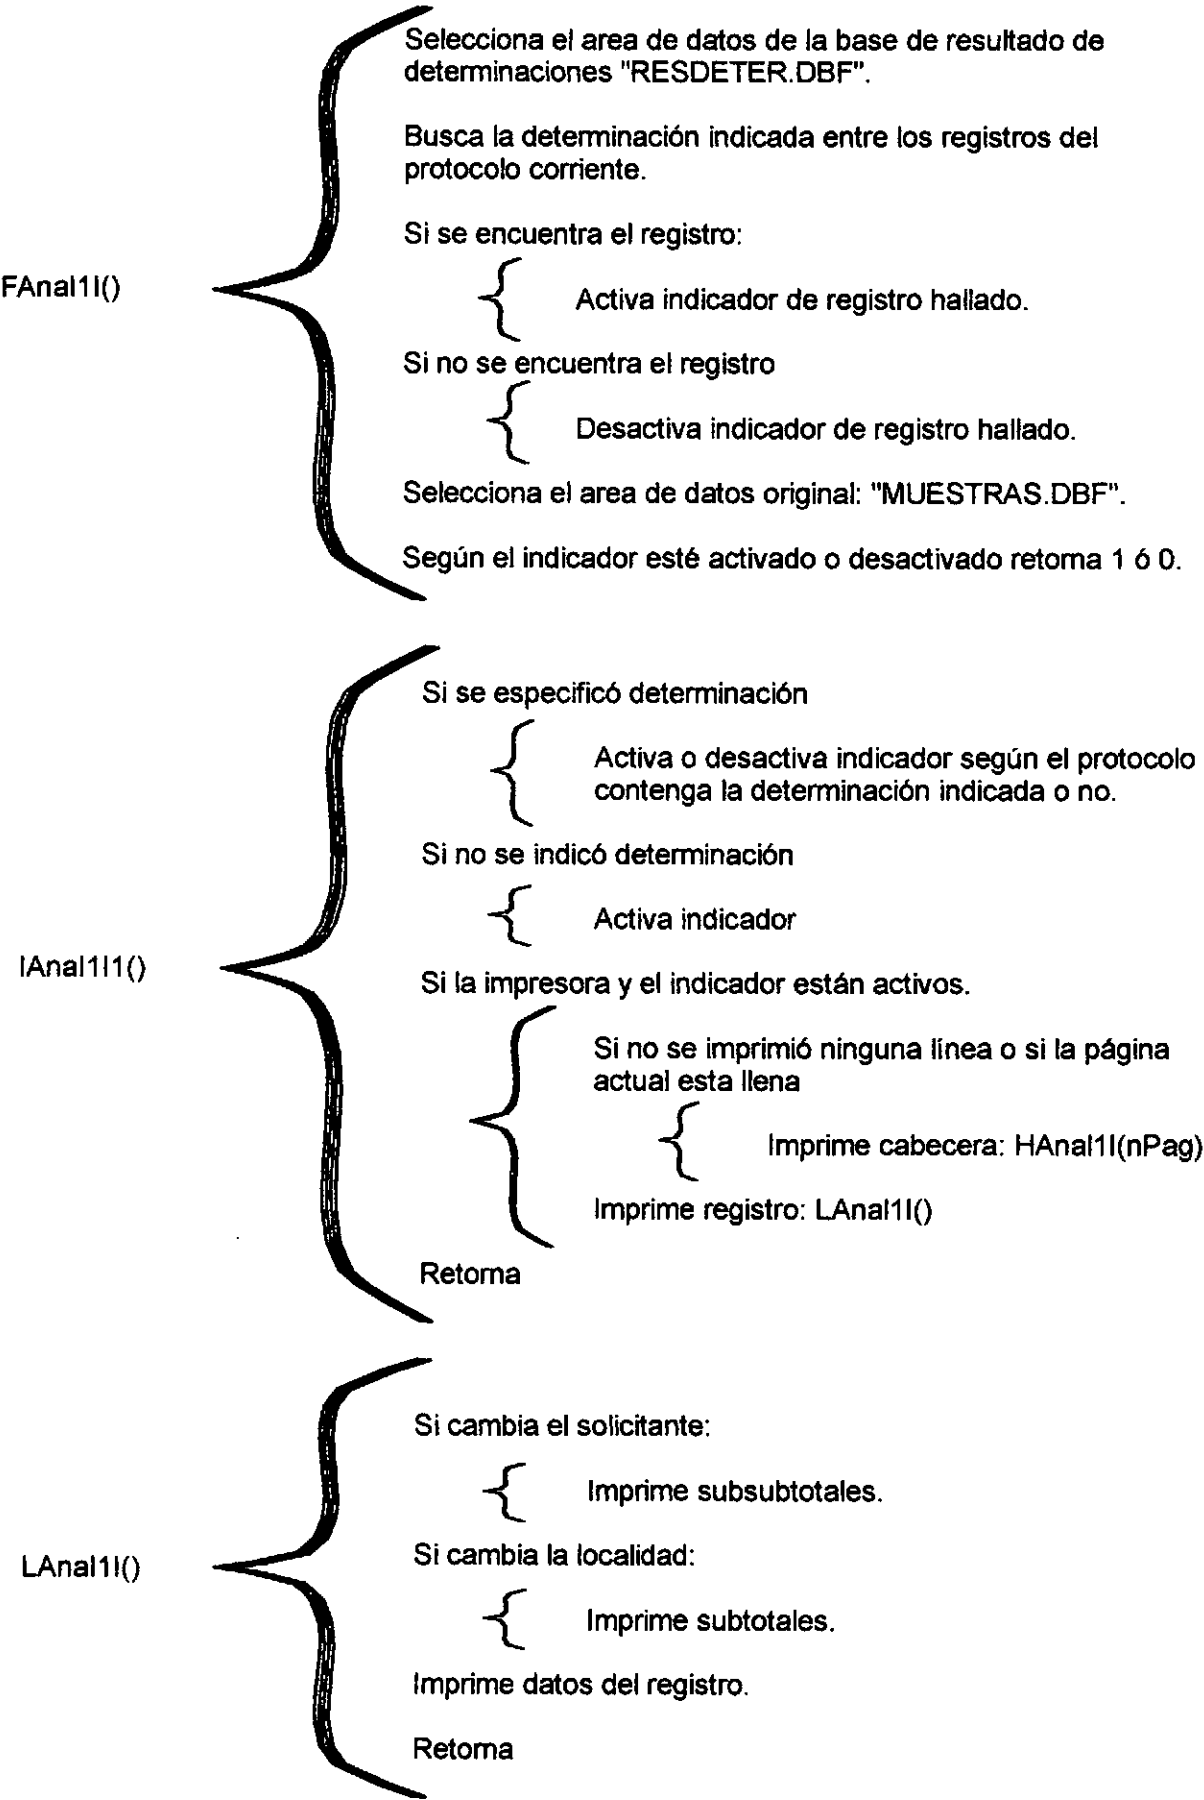 Selecciona el area de datos de la base de resultado de
determinaciones "RESDETER.DBF".
Busca la determinación indicada entre los registros del
protocolo corriente.
Si se encuentra el registro:
FAnal1I()
Activa indicador de registro hallado.
Si no se encuentra el registro
Desactiva indicador de registro hallado.
Selecciona el area de datos original: "MUESTRAS.DBF".
Según el indicador esté activado o desactivado retorna 1 ó 0.
Si se especificó determinación
Activa o desactiva indicador según el protocolo
contenga la determinación indicada o no.
Si no se indicó determinación
Activa indicador
IAnal1I1()
Si la impresora y el indicador están activos.
Si no se imprimió ninguna línea o si la página
actual esta llena
Imprime cabecera: HAnal1I(nPag)
Imprime registro: LAnal1I()
Retorna
Si cambia el solicitante:
Imprime subsubtotales.
Si cambia la localidad:
LAnal1I()
Imprime subtotales.
Imprime datos del registro.
Retorna